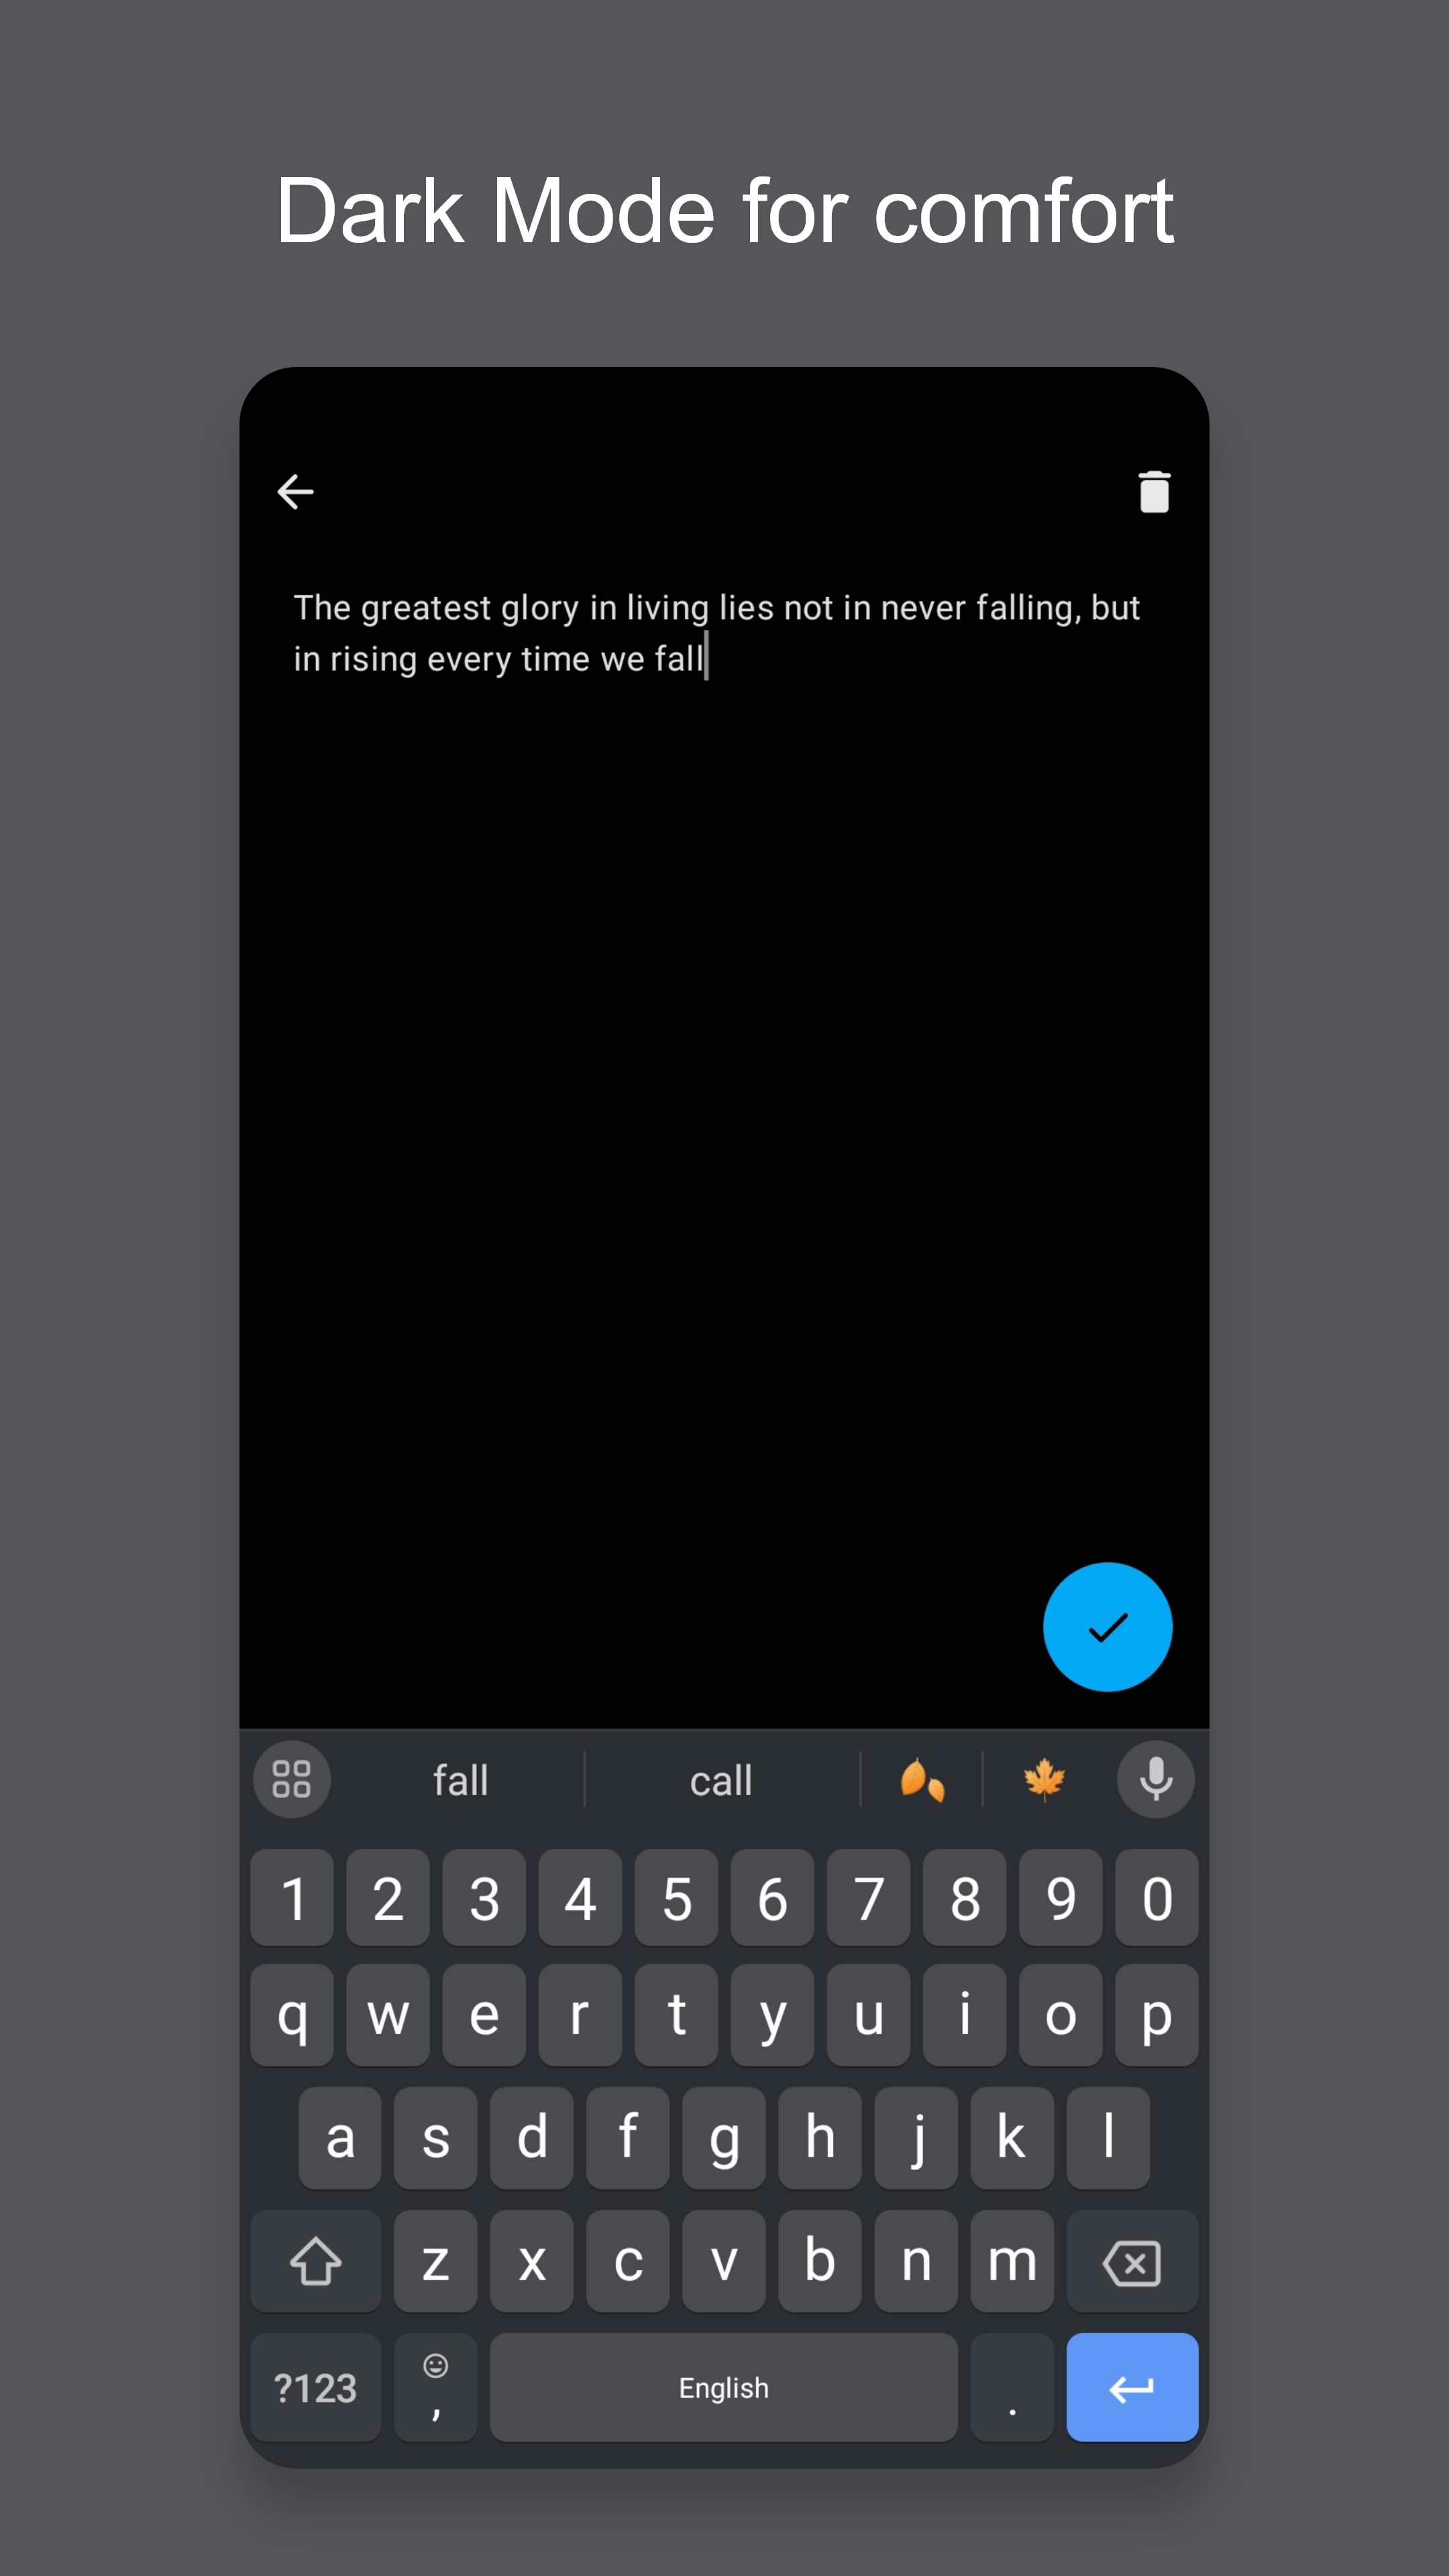 Dark Mode for comfort
The greatest glory in living lies not in never falling, but
in rising every time we fall
fall call
1 2 3 4 5 6 7 8 9 0
q w e r t y u i o p
a s d f g h j k l
z x c v b n m
?123 , English .